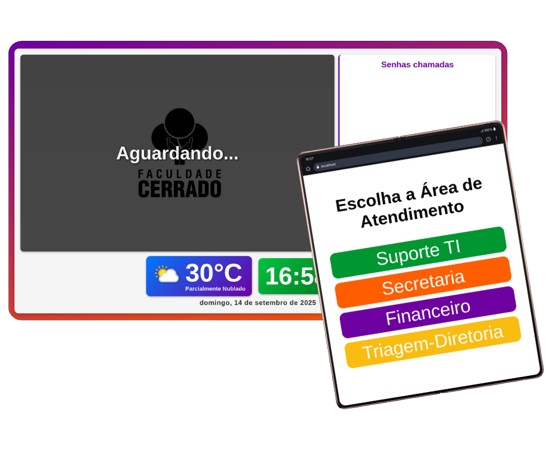 Senhas chamadas
Aguardando...
FACULDADE
CERRADO
30°C
Parcialmente Nublado
16:5
domingo, 14 de setembro de 2025
Escolha a Área de
Atendimento
Suporte TI
Secretaria
Financeiro
Triagem-Diretoria